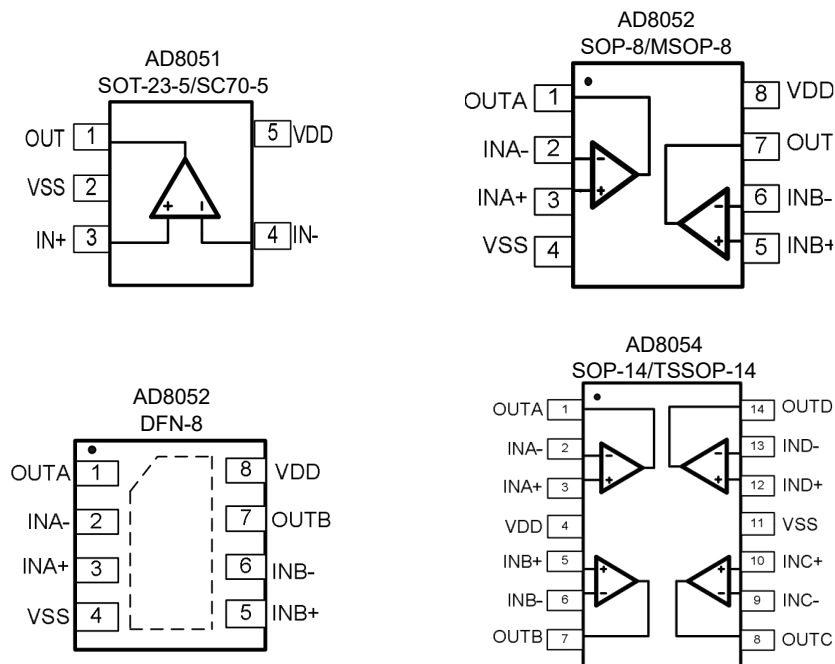 AD8051
SOT-23-5/SC70-5
OUT 1
5 VDD
VSS 2
IN+ 3
4 IN-
+ -
AD8052
SOP-8/MSOP-8
OUTA 1
8 VDD
INA- 2
7 OUT
INA+ 3
6 INB-
VSS 4
5 INB+
-
+
-
+
AD8052
DFN-8
OUTA 1
8 VDD
INA- 2
7 OUTB
INA+ 3
6 INB-
VSS 4
5 INB+
AD8054
SOP-14/TSSOP-14
OUTA 1
14 OUTD
INA- 2
13 IND-
INA+ 3
12 IND+
VDD 4
11 VSS
INB+ 5
10 INC+
INB- 6
9 INC-
OUTB 7
8 OUTC
- -
+ +
+ +
- -